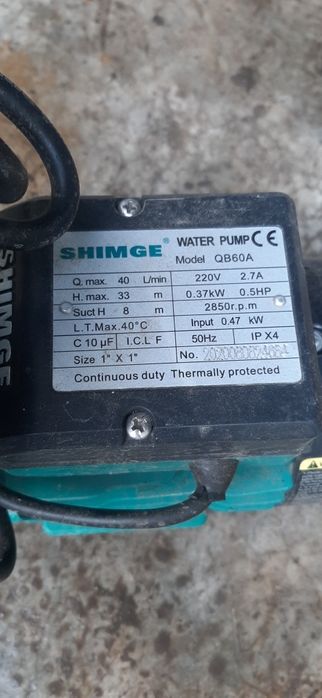 SHIMGE® WATER PUMP CE
Model QB60A
Q. max. 40 L/min 220V 2.7A
H. max. 33 m 0.37kW 0.5HP
Suct H 8 m 2850r.p.m
L.T.Max.40°C Input 0.47 kW
C 10 µF I.C.L F 50Hz IP X4
Size 1" X 1" No.
Continuous duty Thermally protected
SHIMGE